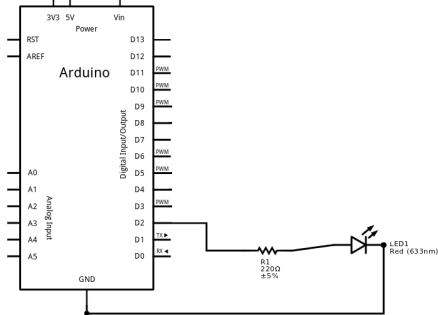 3V3 5V Vin
Power
RST
AREF
Arduino
D13
D12
D11 PWM
D10 PWM
D9 PWM
D8
D7
D6 PWM
D5 PWM
D4
D3 PWM
D2
D1 TX
D0 RX
Digital Input/Output
A0
A1
A2
A3
A4
A5
Analog Input
GND
R1
220Ω
±5%
LED1
Red (633nm)